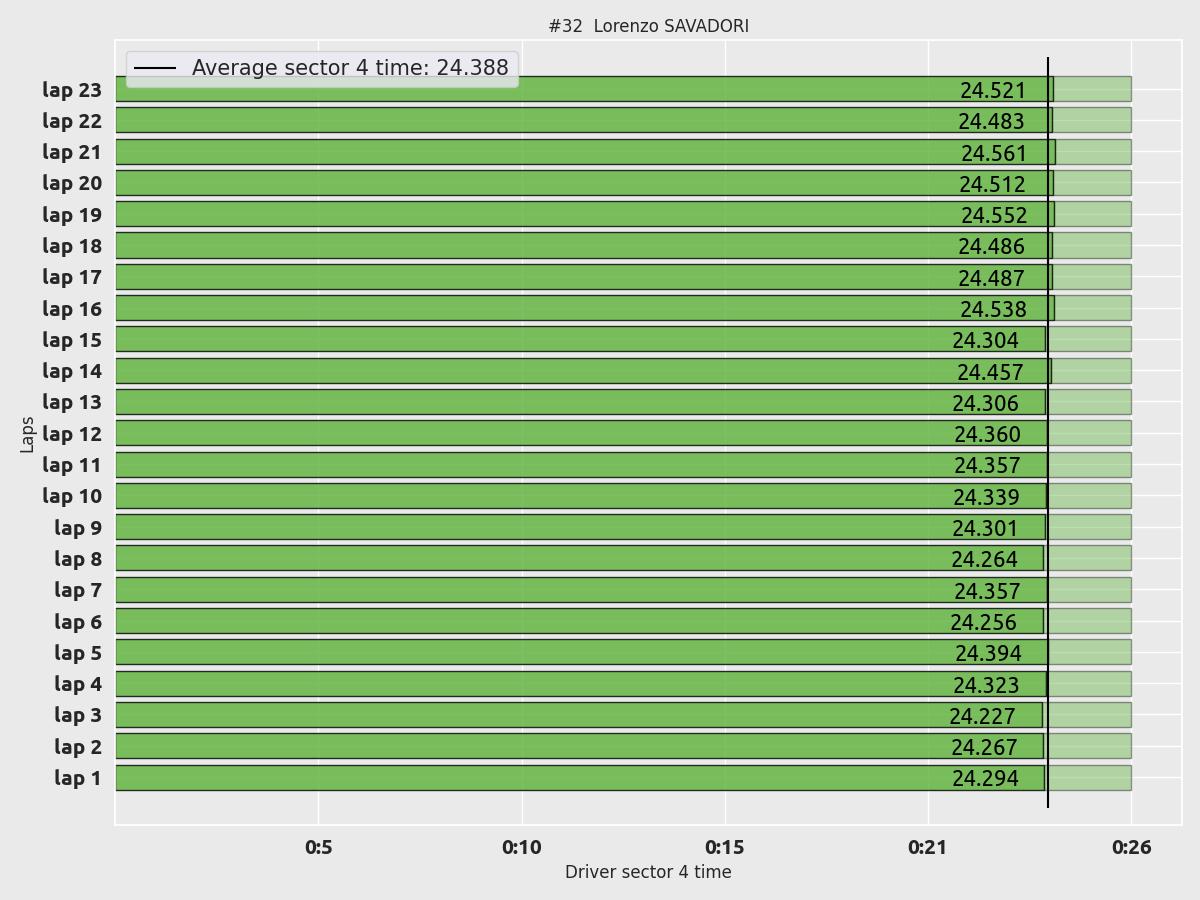 #32 Lorenzo SAVADORI
Average sector 4 time: 24.388
lap 23 24.521
lap 22 24.483
lap 21 24.561
lap 20 24.512
lap 19 24.552
lap 18 24.486
lap 17 24.487
lap 16 24.538
lap 15 24.304
lap 14 24.457
lap 13 24.306
lap 12 24.360
lap 11 24.357
lap 10 24.339
lap 9 24.301
lap 8 24.264
lap 7 24.357
lap 6 24.256
lap 5 24.394
lap 4 24.323
lap 3 24.227
lap 2 24.267
lap 1 24.294
Laps
0:5 0:10 0:15 0:21 0:26
Driver sector 4 time